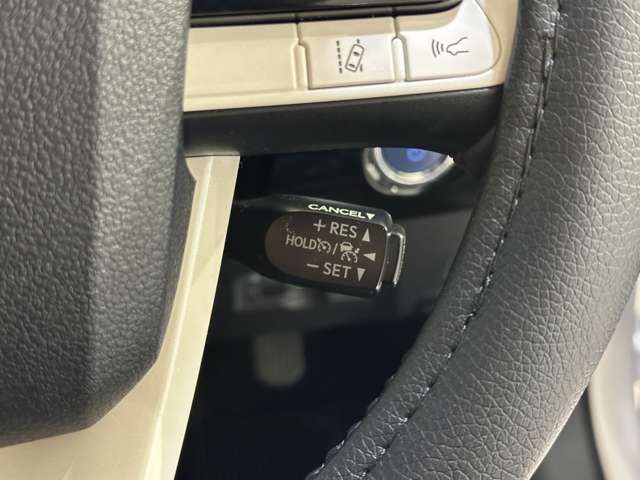 CANCEL▼
+ RES ▲
HOLD / ◀
– SET ▼